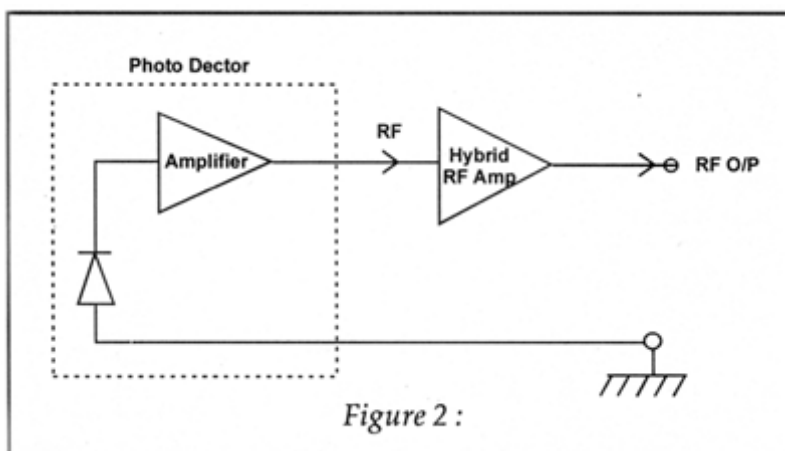 Photo Dector
Amplifier
RF
Hybrid
RF Amp
RF O/P
Figure 2 :